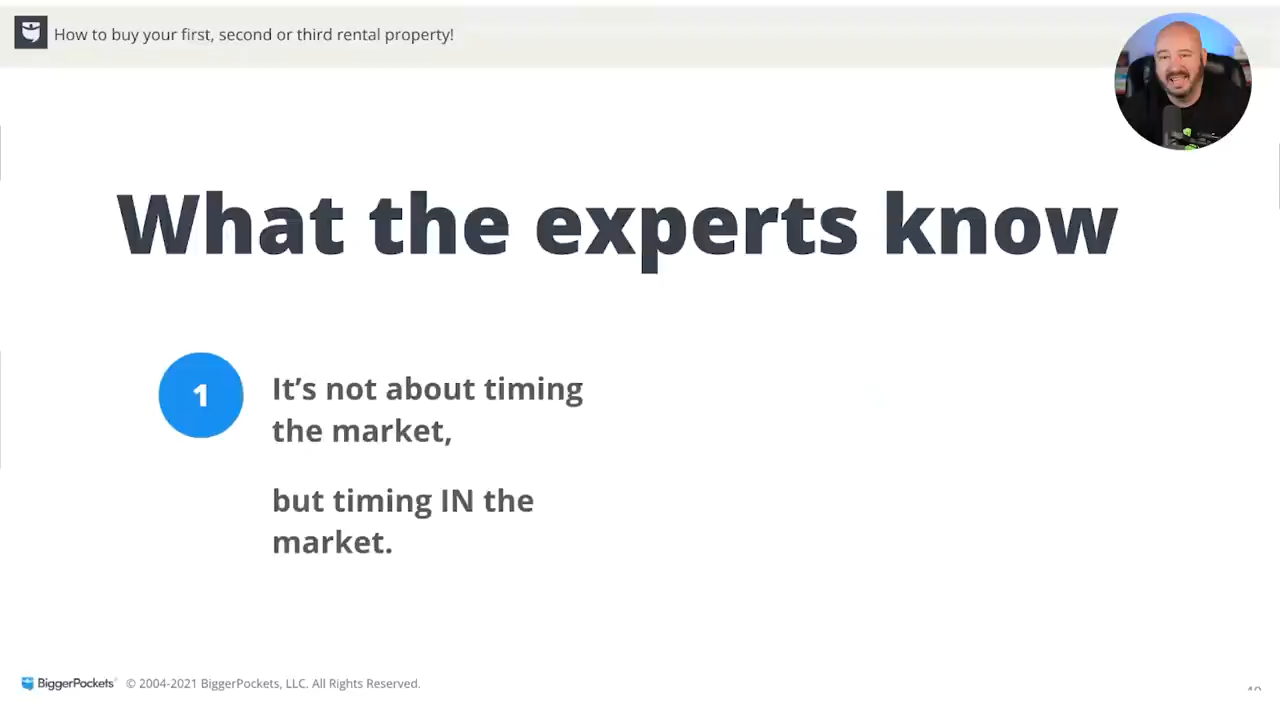 How to buy your first, second or third rental property!
What the experts know
1
It’s not about timing
the market,
but timing IN the
market.
BiggerPockets © 2004-2021 BiggerPockets, LLC. All Rights Reserved.